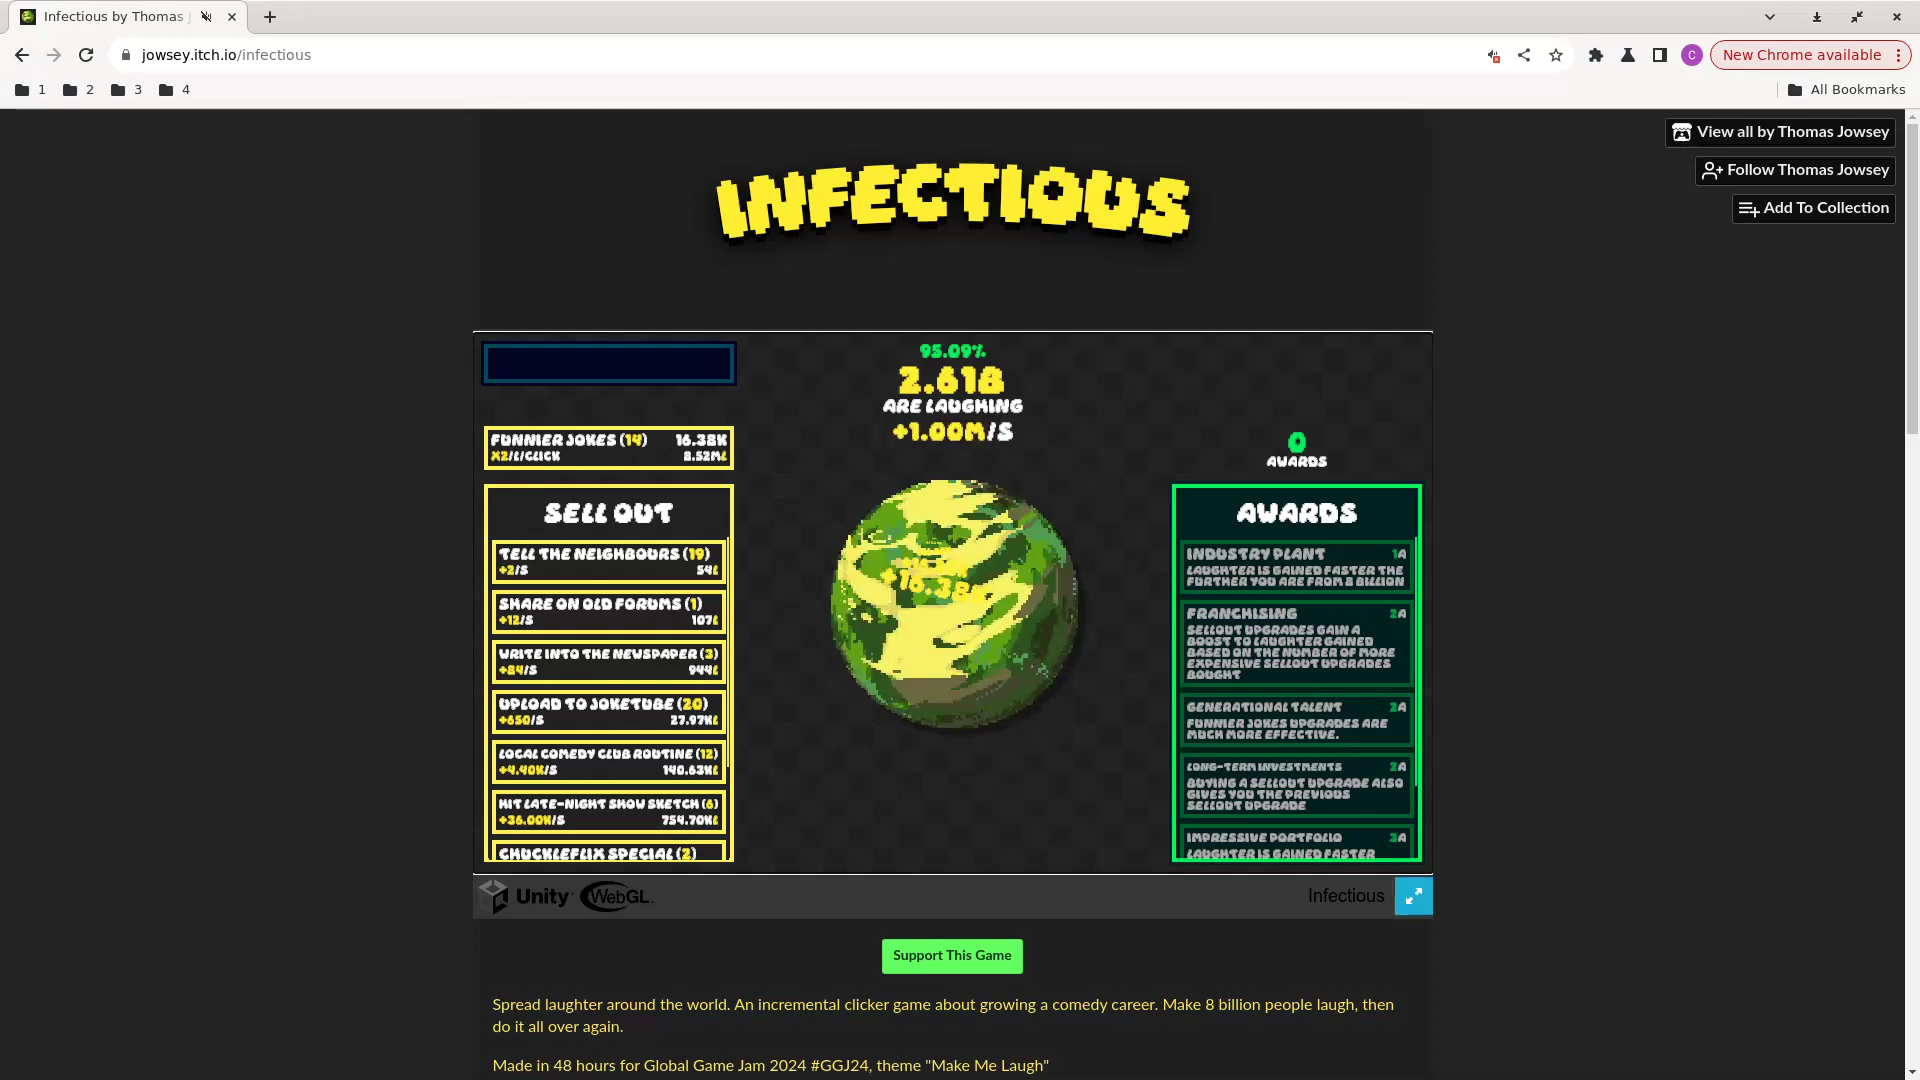 Infectious by Thomas J
jowsey.itch.io/infectious
C
New Chrome available
1
2
3
4
All Bookmarks
View all by Thomas Jowsey
Follow Thomas Jowsey
Add To Collection
INFECTIOUS
95.09%
2.61B
ARE LAUGHING
+1.00M/S
FUNNIER JOKES (14) 16.38K
X2/L/CLICK 8.52ML
SELL OUT
TELL THE NEIGHBOURS (19)
+2/S 54L
SHARE ON OLD FORUMS (1)
+12/S 107L
WRITE INTO THE NEWSPAPER (3)
+84/S 944L
UPLOAD TO JOKETUBE (20)
+650/S 27.97KL
LOCAL COMEDY CLUB ROUTINE (12)
+4.40K/S 140.63KL
HIT LATE-NIGHT SHOW SKETCH (6)
+36.00K/S 754.70KL
CHUCKLEFLIX SPECIAL (2)
+16.38K
0
AWARDS
AWARDS
INDUSTRY PLANT 1A
LAUGHTER IS GAINED FASTER THE
FURTHER YOU ARE FROM 8 BILLION
FRANCHISING 2A
SELLOUT UPGRADES GAIN A
BOOST TO LAUGHTER GAINED
BASED ON THE NUMBER OF MORE
EXPENSIVE SELLOUT UPGRADES
BOUGHT
GENERATIONAL TALENT 2A
FUNNIER JOKES UPGRADES ARE
MUCH MORE EFFECTIVE.
LONG-TERM INVESTMENTS 2A
BUYING A SELLOUT UPGRADE ALSO
GIVES YOU THE PREVIOUS
SELLOUT UPGRADE
IMPRESSIVE PORTFOLIO 3A
LAUGHTER IS GAINED FASTER
Unity WebGL
Infectious
Support This Game
Spread laughter around the world. An incremental clicker game about growing a comedy career. Make 8 billion people laugh, then
do it all over again.
Made in 48 hours for Global Game Jam 2024 #GGJ24, theme "Make Me Laugh"